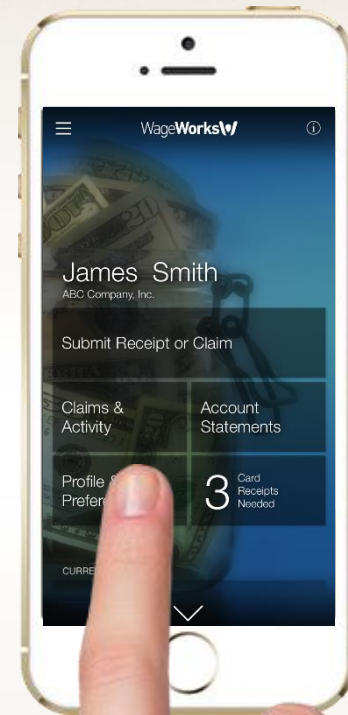 WageWorks
James Smith
ABC Company, Inc.
Submit Receipt or Claim
Claims &
Activity
Account
Statements
Profile
3
Card
Receipts
Needed